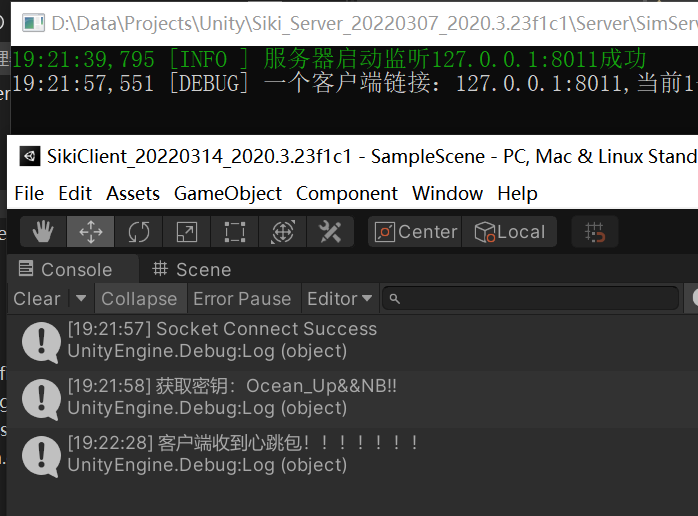 D:\Data\Projects\Unity\Siki_Server_20220307_2020.3.23f1c1\Server\SimServ
19:21:39,795 [INFO ] 服务器启动监听127.0.0.1:8011成功
19:21:57,551 [DEBUG] 一个客户端链接：127.0.0.1:8011,当前1
SikiClient_20220314_2020.3.23f1c1 - SampleScene - PC, Mac & Linux Stand
File Edit Assets GameObject Component Window Help
Center Local
Console Scene
Clear Collapse Error Pause Editor
[19:21:57] Socket Connect Success
UnityEngine.Debug:Log (object)
[19:21:58] 获取密钥：Ocean_Up&&NB!!
UnityEngine.Debug:Log (object)
[19:22:28] 客户端收到心跳包！！！！！！！
UnityEngine.Debug:Log (object)